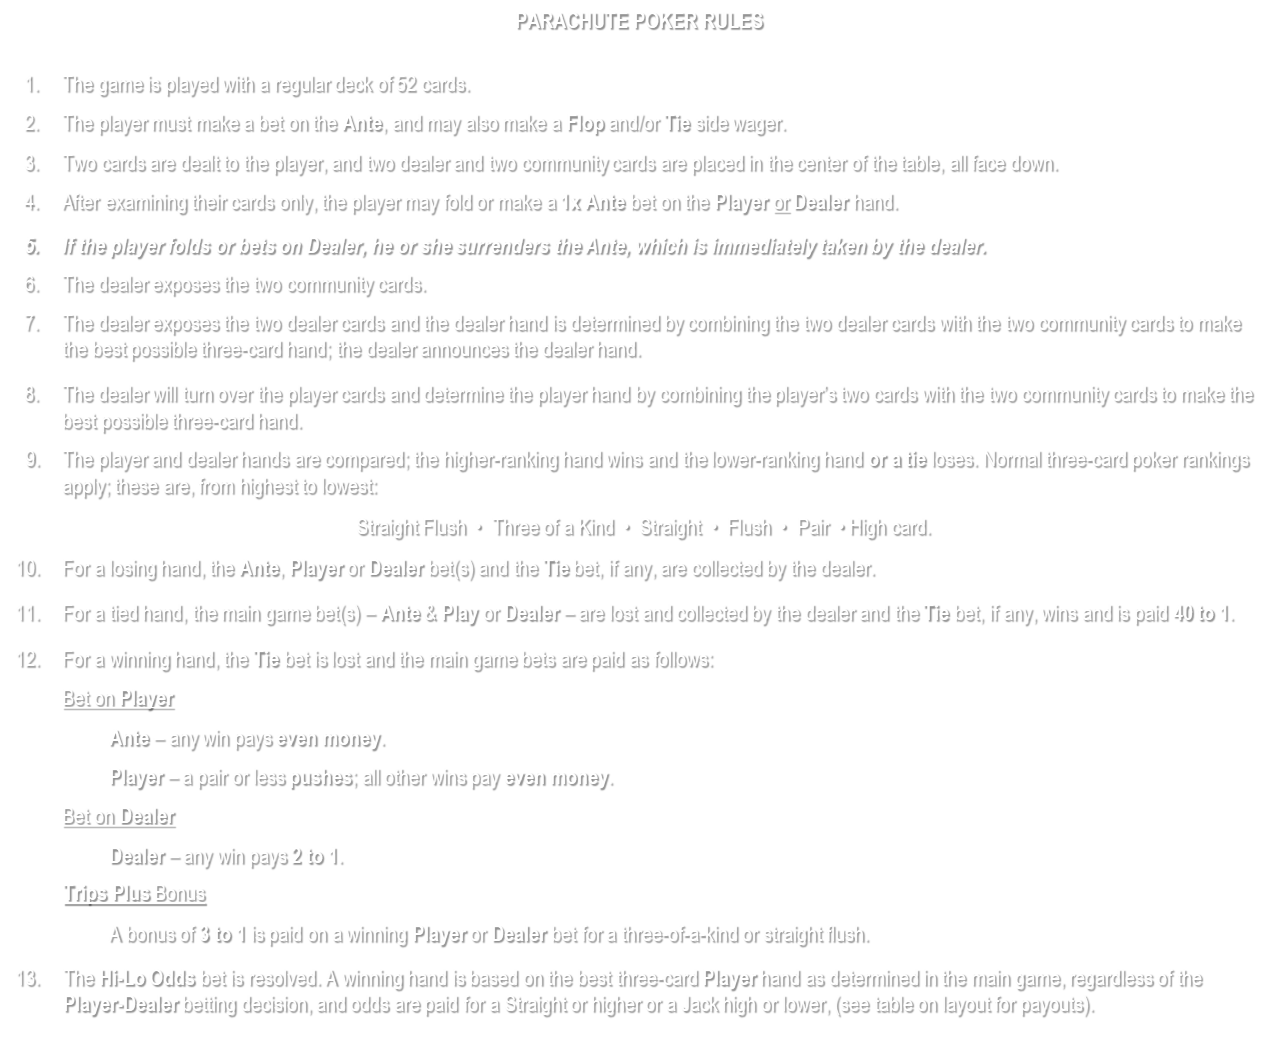 PARACHUTE POKER RULES
1. The game is played with a regular deck of 52 cards.
2. The player must make a bet on the Ante, and may also make a Flop and/or Tie side wager.
3. Two cards are dealt to the player, and two dealer and two community cards are placed in the center of the table, all face down.
4. After examining their cards only, the player may fold or make a 1x Ante bet on the Player or Dealer hand.
5. If the player folds or bets on Dealer, he or she surrenders the Ante, which is immediately taken by the dealer.
6. The dealer exposes the two community cards.
7. The dealer exposes the two dealer cards and the dealer hand is determined by combining the two dealer cards with the two community cards to make
the best possible three-card hand; the dealer announces the dealer hand.
8. The dealer will turn over the player cards and determine the player hand by combining the player's two cards with the two community cards to make the
best possible three-card hand.
9. The player and dealer hands are compared; the higher-ranking hand wins and the lower-ranking hand or a tie loses. Normal three-card poker rankings
apply; these are, from highest to lowest:
Straight Flush • Three of a Kind • Straight • Flush • Pair • High card.
10. For a losing hand, the Ante, Player or Dealer bet(s) and the Tie bet, if any, are collected by the dealer.
11. For a tied hand, the main game bet(s) – Ante & Play or Dealer – are lost and collected by the dealer and the Tie bet, if any, wins and is paid 40 to 1.
12. For a winning hand, the Tie bet is lost and the main game bets are paid as follows:
Bet on Player
Ante – any win pays even money.
Player – a pair or less pushes; all other wins pay even money.
Bet on Dealer
Dealer – any win pays 2 to 1.
Trips Plus Bonus
A bonus of 3 to 1 is paid on a winning Player or Dealer bet for a three-of-a-kind or straight flush.
13. The Hi-Lo Odds bet is resolved. A winning hand is based on the best three-card Player hand as determined in the main game, regardless of the
Player-Dealer betting decision, and odds are paid for a Straight or higher or a Jack high or lower, (see table on layout for payouts).